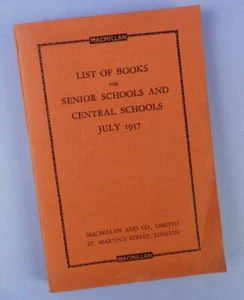 MACMILLAN
LIST OF BOOKS
FOR
SENIOR SCHOOLS AND
CENTRAL SCHOOLS
JULY 1937
MACMILLAN AND CO., LIMITED
ST. MARTIN'S STREET, LONDON
MACMILLAN